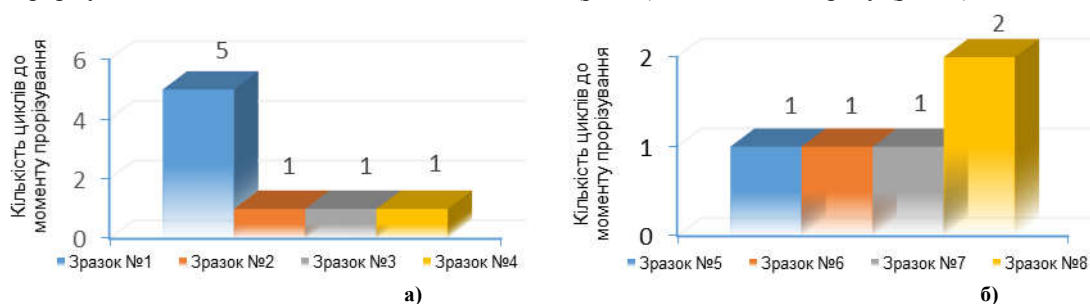 Кількість циклів до
моменту прорізування
6
4
2
0
5
1
1
1
Зразок №1
Зразок №2
Зразок №3
Зразок №4
а)
Кількість циклів до
моменту прорізування
2
1
0
1
1
1
2
Зразок №5
Зразок №6
Зразок №7
Зразок №8
б)